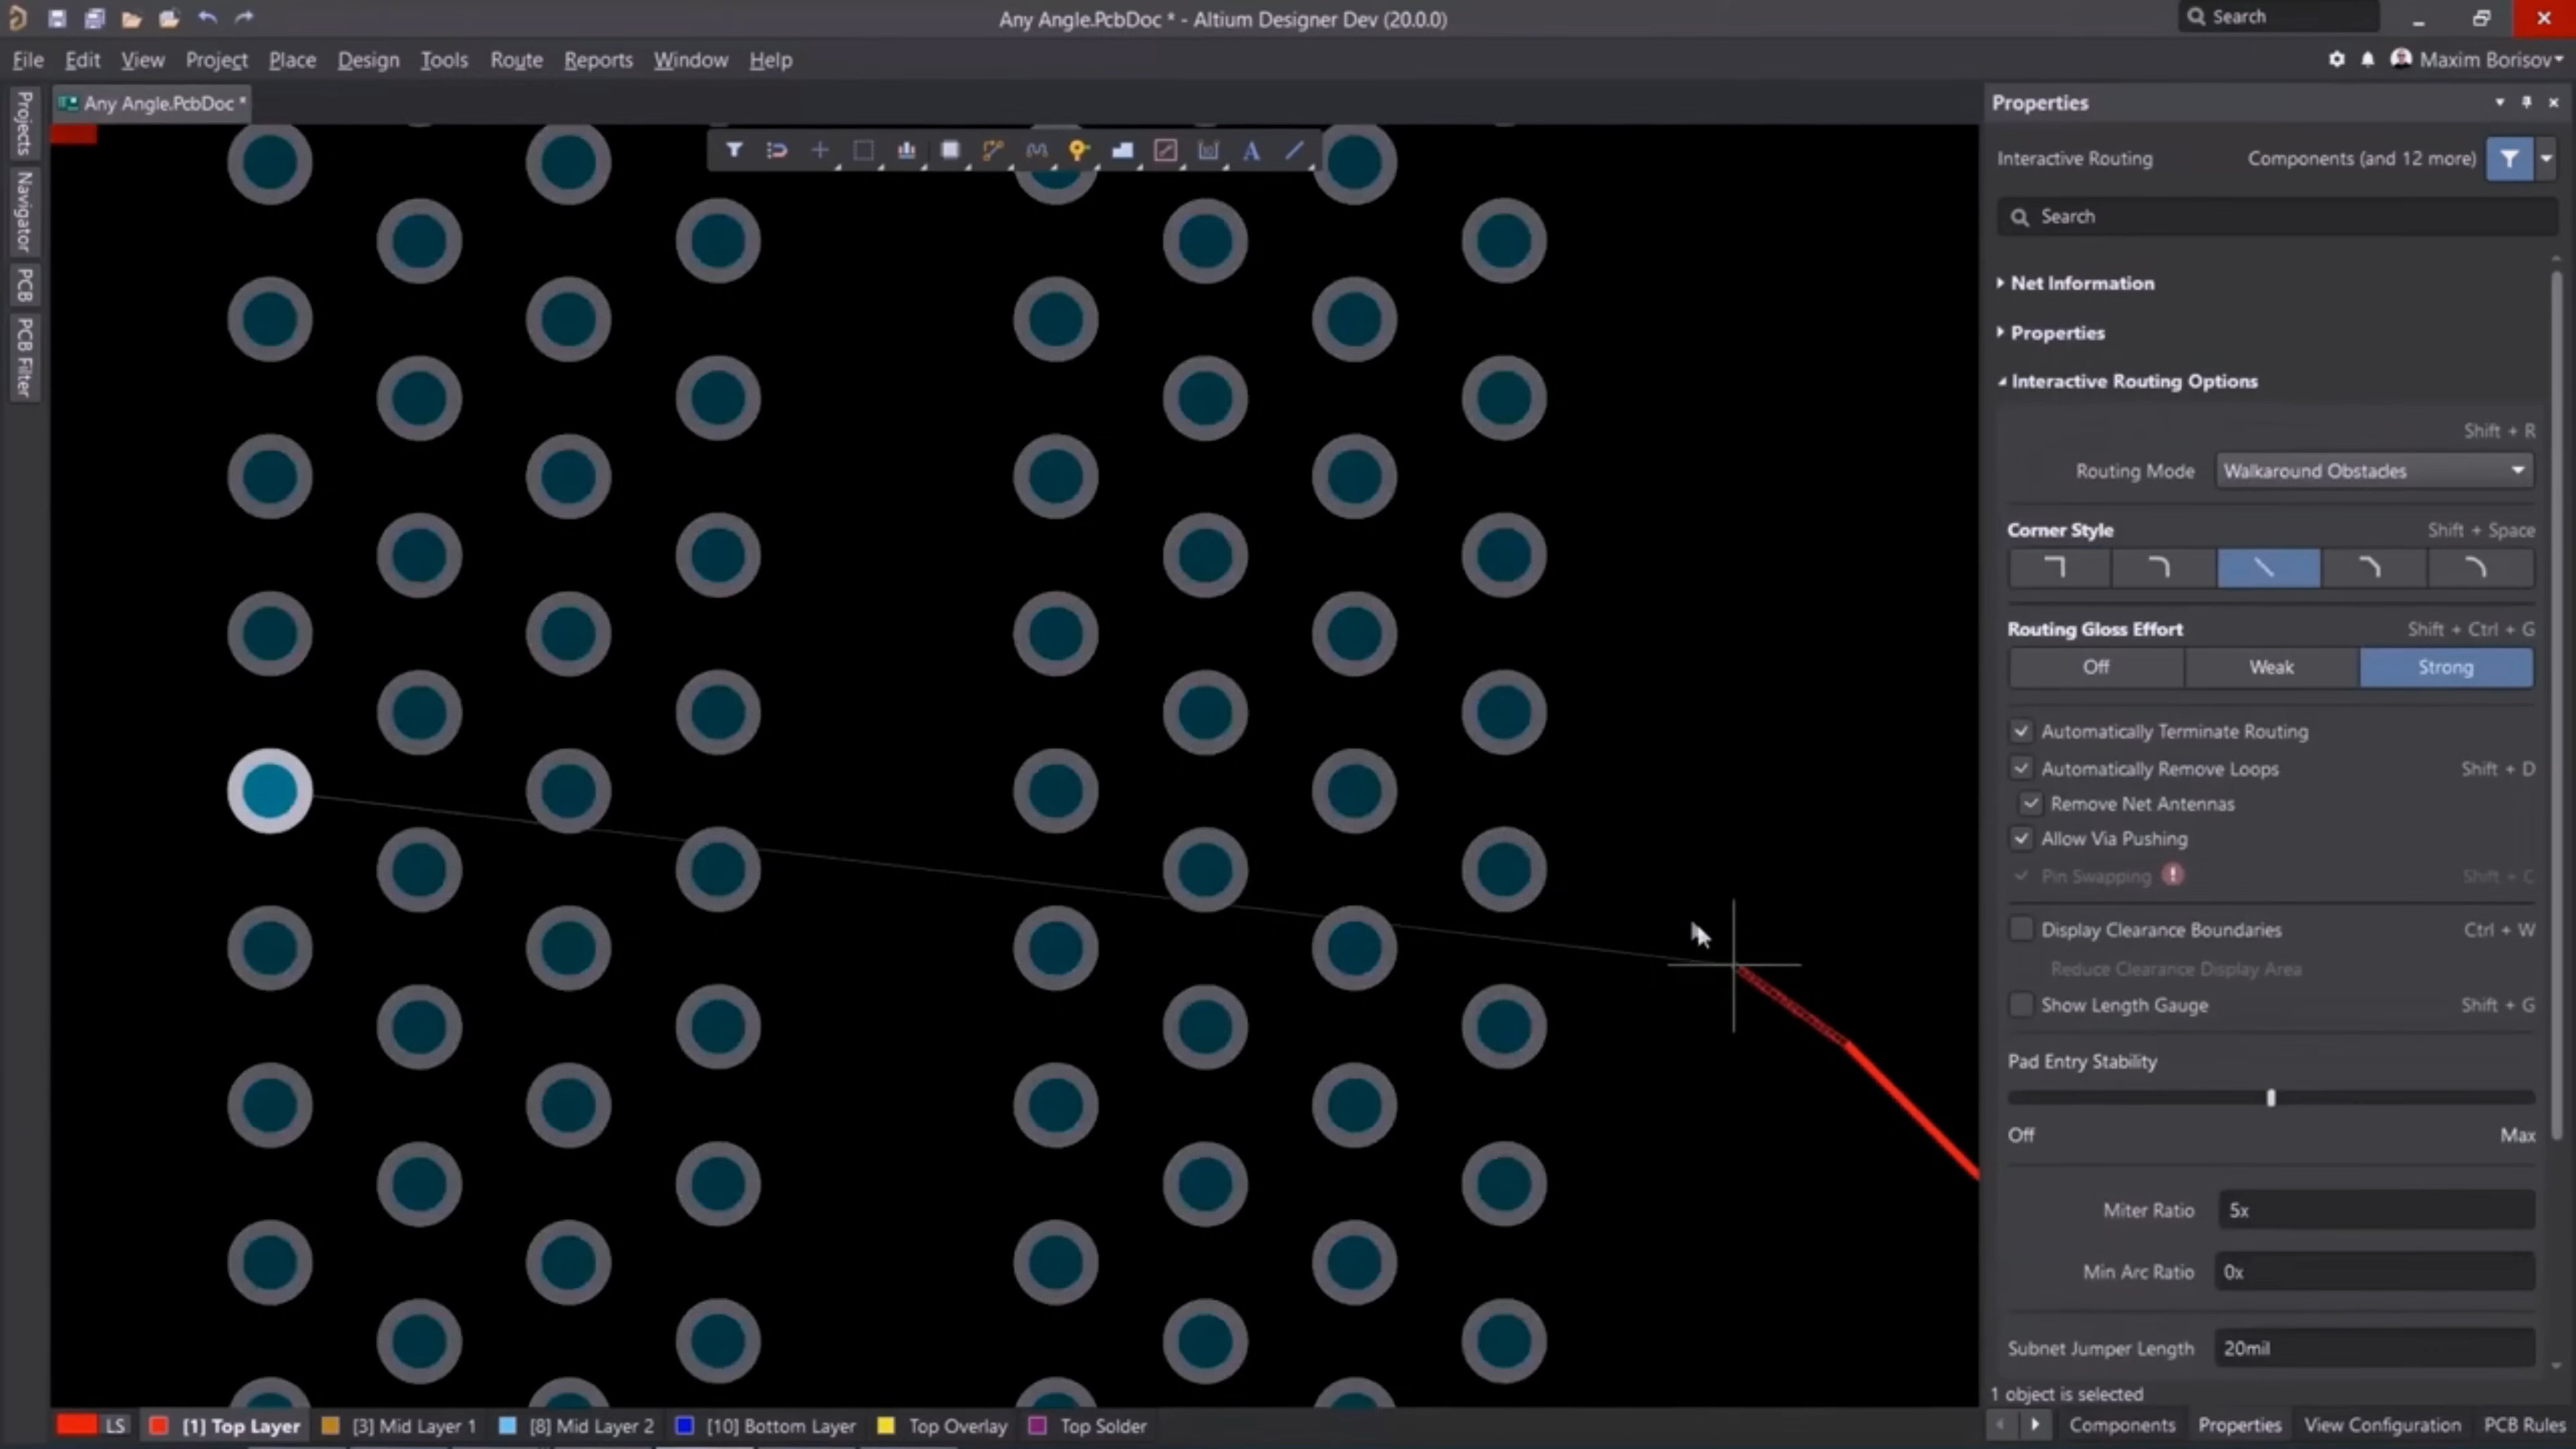 Any Angle.PcbDoc * - Altium Designer Dev (20.0.0)
Search
File Edit View Project Place Design Tools Route Reports Window Help
Maxim Borisov
Any Angle.PcbDoc *
Projects
Navigator
PCB
PCB Filter
A
Properties
Interactive Routing Components (and 12 more)
Search
Net Information
Properties
Interactive Routing Options
Shift + R
Routing Mode Walkaround Obstacles
Corner Style Shift + Space
Routing Gloss Effort Shift + Ctrl + G
Off Weak Strong
Automatically Terminate Routing
Automatically Remove Loops Shift + D
Remove Net Antennas
Allow Via Pushing
Pin Swapping Shift + C
Display Clearance Boundaries Ctrl + W
Reduce Clearance Display Area
Show Length Gauge Shift + G
Pad Entry Stability
Off Max
Miter Ratio 5x
Min Arc Ratio 0x
Subnet Jumper Length 20mil
1 object is selected
LS [1] Top Layer [3] Mid Layer 1 [8] Mid Layer 2 [10] Bottom Layer Top Overlay Top Solder
Components Properties View Configuration PCB Rules